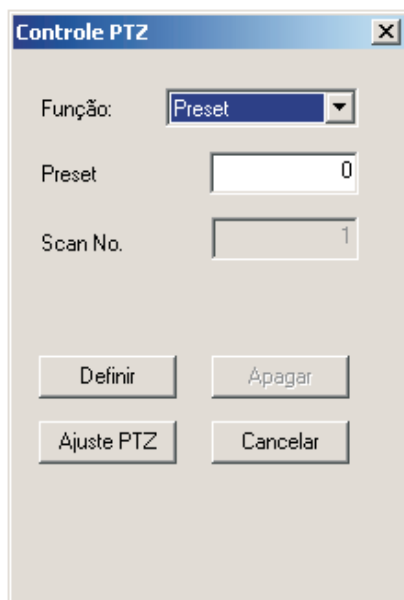 Controle PTZ
Função: Preset
Preset 0
Scan No. 1
Definir Apagar
Ajuste PTZ Cancelar